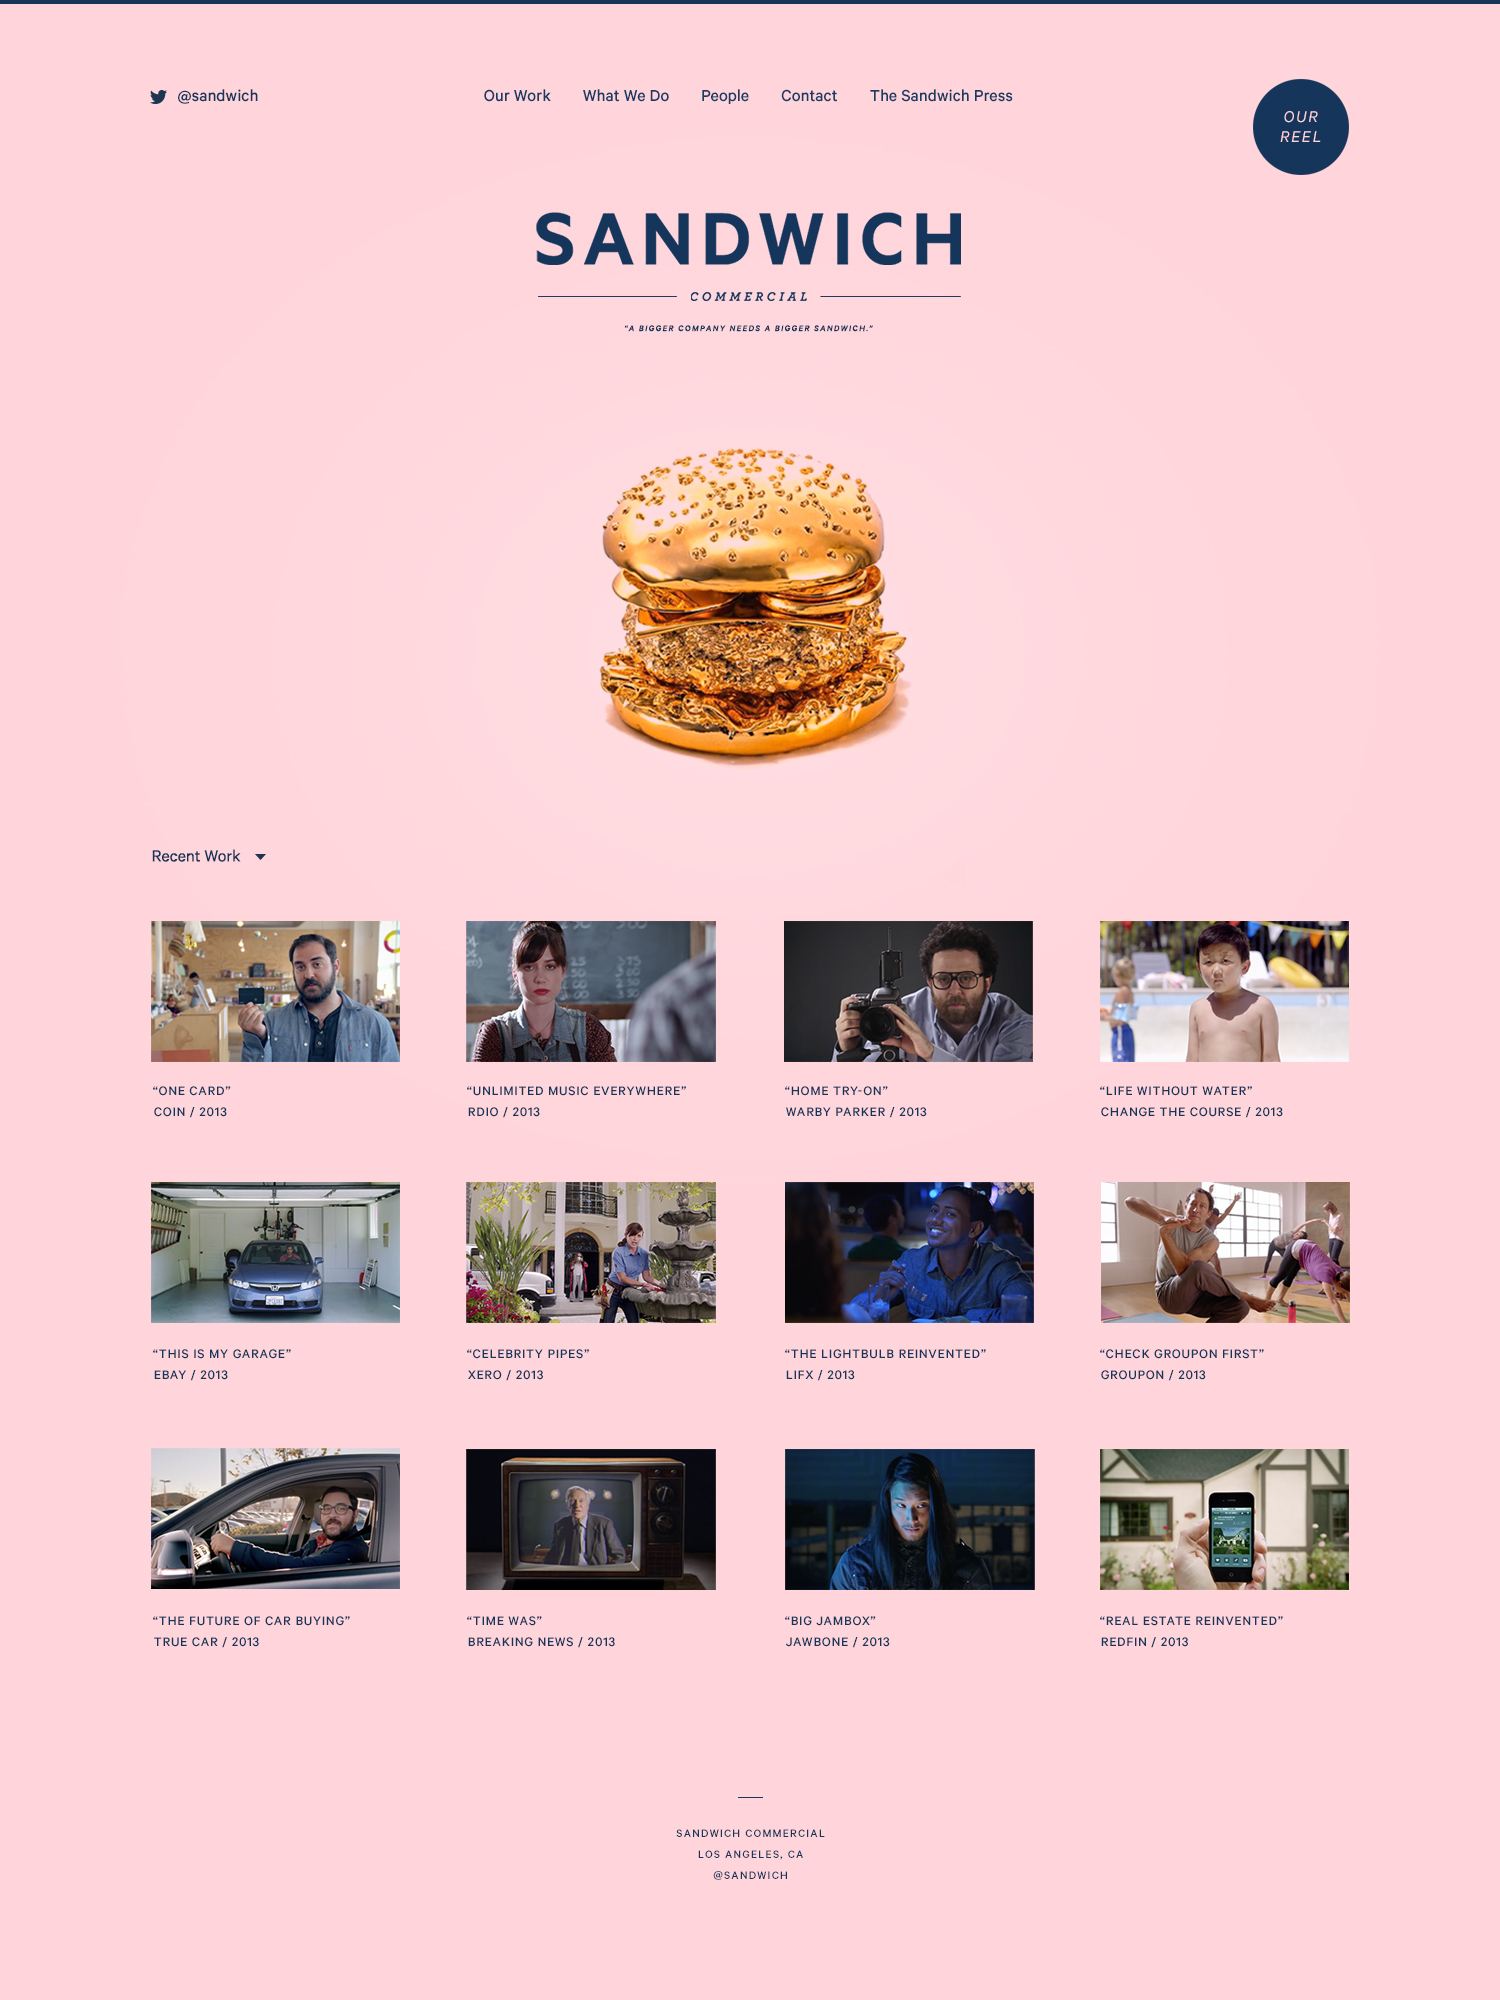 @sandwich
Our Work
What We Do
People
Contact
The Sandwich Press
OUR
REEL
SANDWICH
COMMERCIAL
"A BIGGER COMPANY NEEDS A BIGGER SANDWICH."
Recent Work
“ONE CARD”
COIN / 2013
“UNLIMITED MUSIC EVERYWHERE”
RDIO / 2013
“HOME TRY-ON”
WARBY PARKER / 2013
“LIFE WITHOUT WATER”
CHANGE THE COURSE / 2013
“THIS IS MY GARAGE”
EBAY / 2013
“CELEBRITY PIPES”
XERO / 2013
“THE LIGHTBULB REINVENTED”
LIFX / 2013
“CHECK GROUPON FIRST”
GROUPON / 2013
“THE FUTURE OF CAR BUYING”
TRUE CAR / 2013
“TIME WAS”
BREAKING NEWS / 2013
“BIG JAMBOX”
JAWBONE / 2013
“REAL ESTATE REINVENTED”
REDFIN / 2013
SANDWICH COMMERCIAL
LOS ANGELES, CA
@SANDWICH